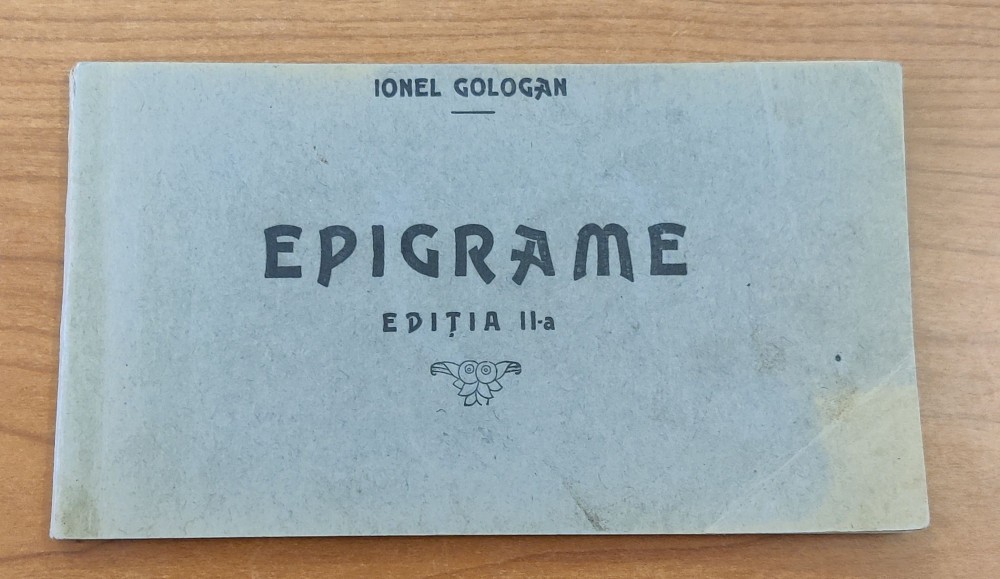 IONEL GOLOGAN
EPIGRAME
EDIȚIA II-a